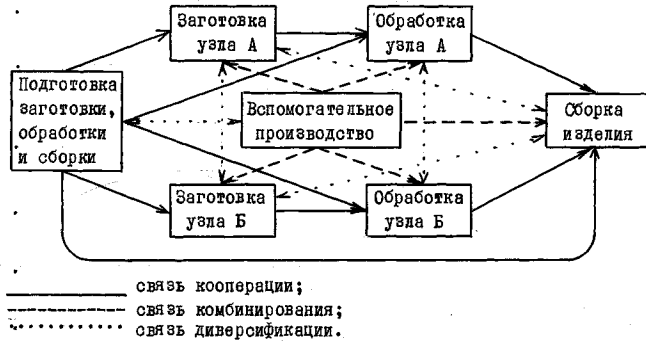 Заготовка
узла А
Обработка
узла А
Подготовка
заготовки,
обработки
и сборки
Вспомогательное
производство
Сборка
изделия
Заготовка
узла Б
Обработка
узла Б
связь кооперации;
связь комбинирования;
связь диверсификации.